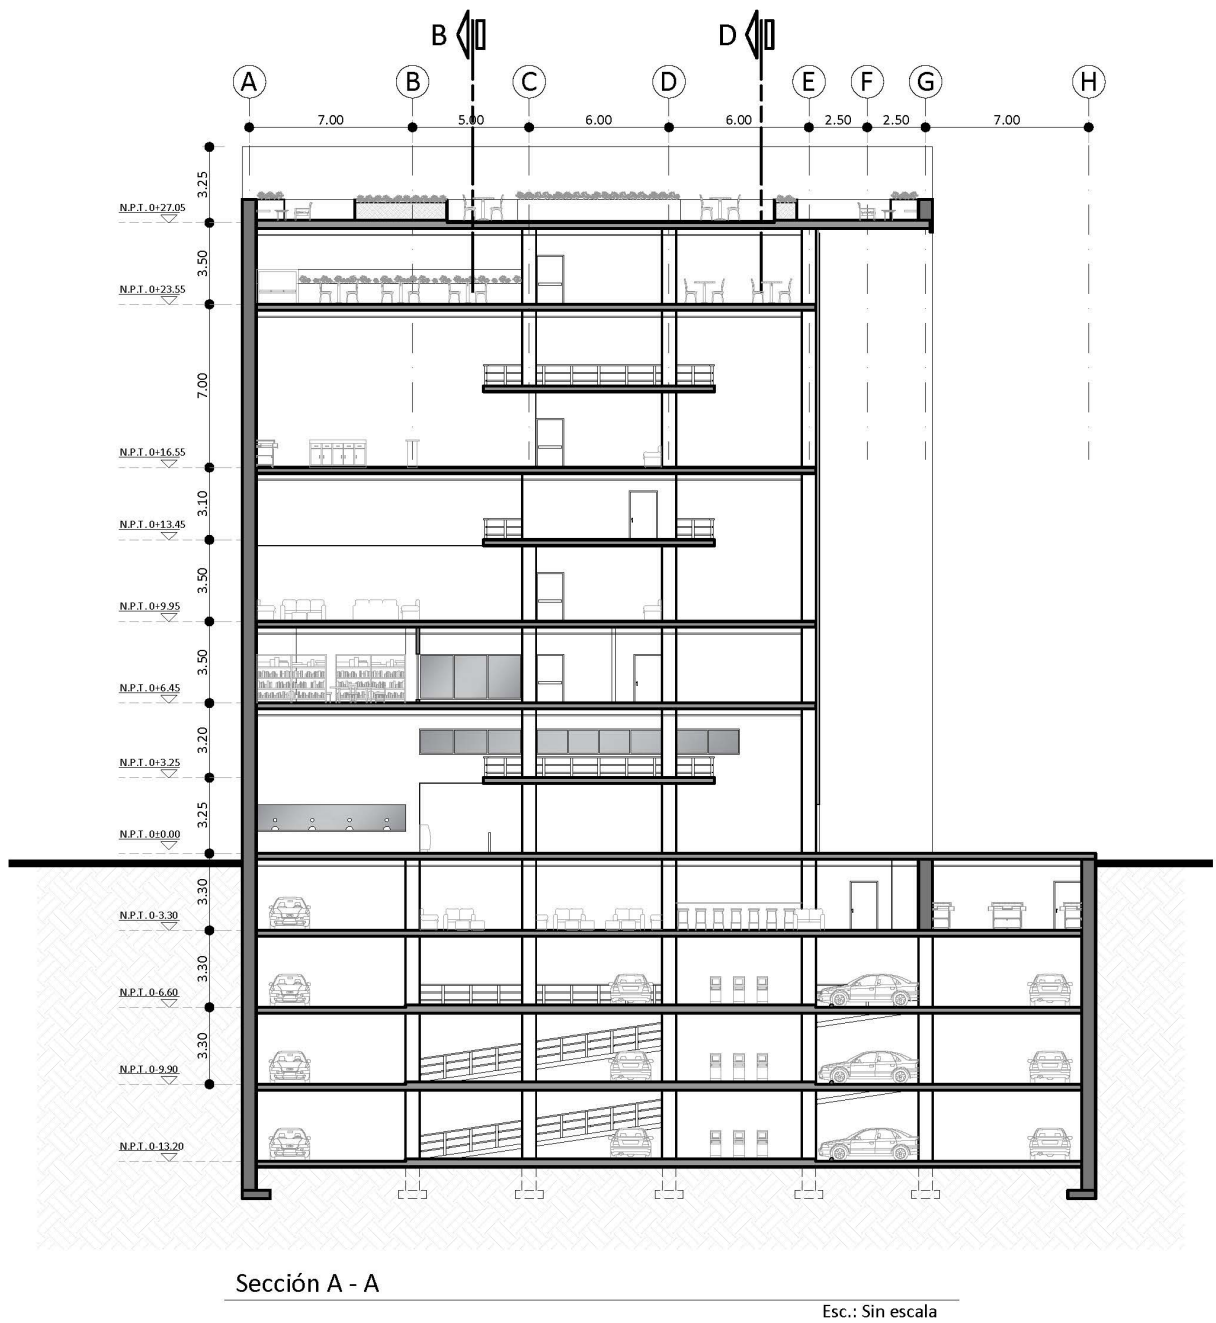 B D
A B C D E F G H
7.00 5.00 6.00 6.00 2.50 2.50 7.00
3.25
N.P.T. 0+27.05
3.50
N.P.T. 0+23.55
7.00
N.P.T. 0+16.55
3.10
N.P.T. 0+13.45
3.50
N.P.T. 0+9.95
3.50
N.P.T. 0+6.45
3.20
N.P.T. 0+3.25
3.25
N.P.T. 0±0.00
3.30
N.P.T. 0-3.30
3.30
N.P.T. 0-6.60
3.30
N.P.T. 0-9.90
N.P.T. 0-13.20
Sección A - A
Esc.: Sin escala